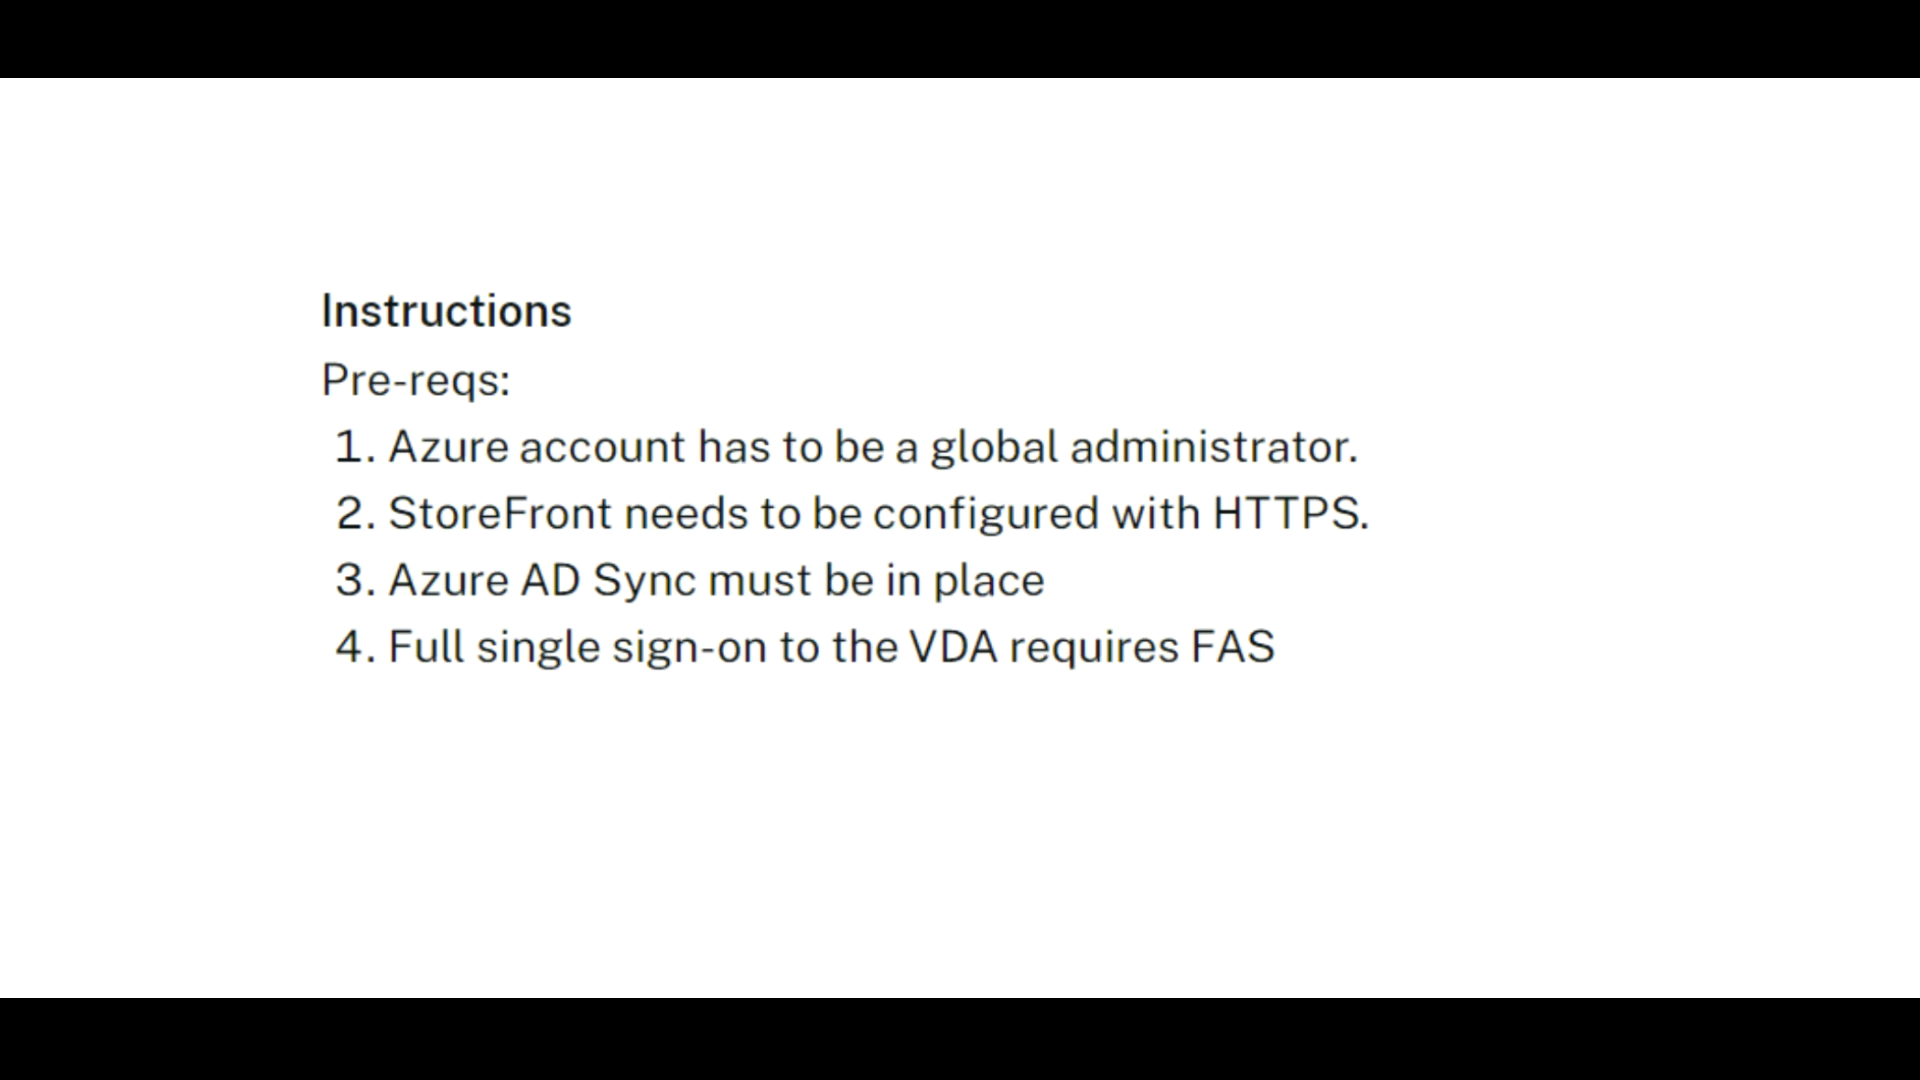 Instructions
Pre-reqs:
1. Azure account has to be a global administrator.
2. StoreFront needs to be configured with HTTPS.
3. Azure AD Sync must be in place
4. Full single sign-on to the VDA requires FAS